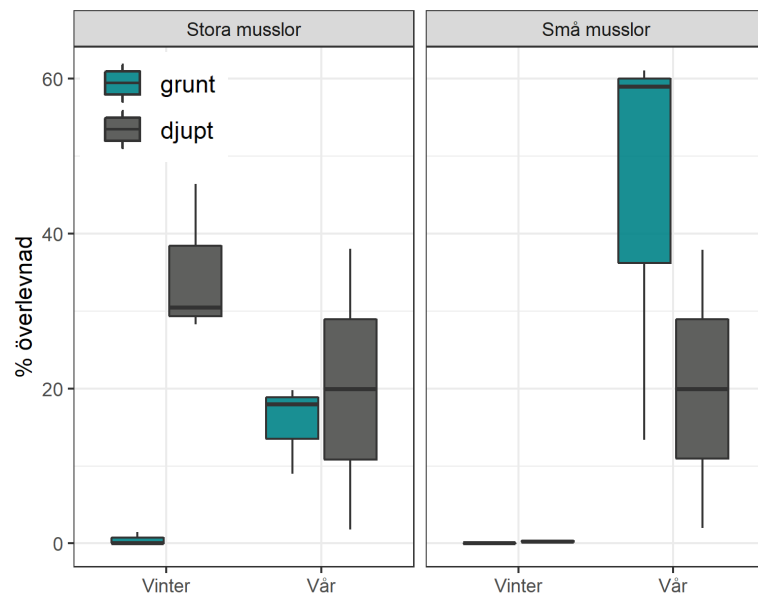 Stora musslor
Små musslor
grunt
djupt
% överlevnad
60
40
20
0
Vinter
Vår
Vinter
Vår